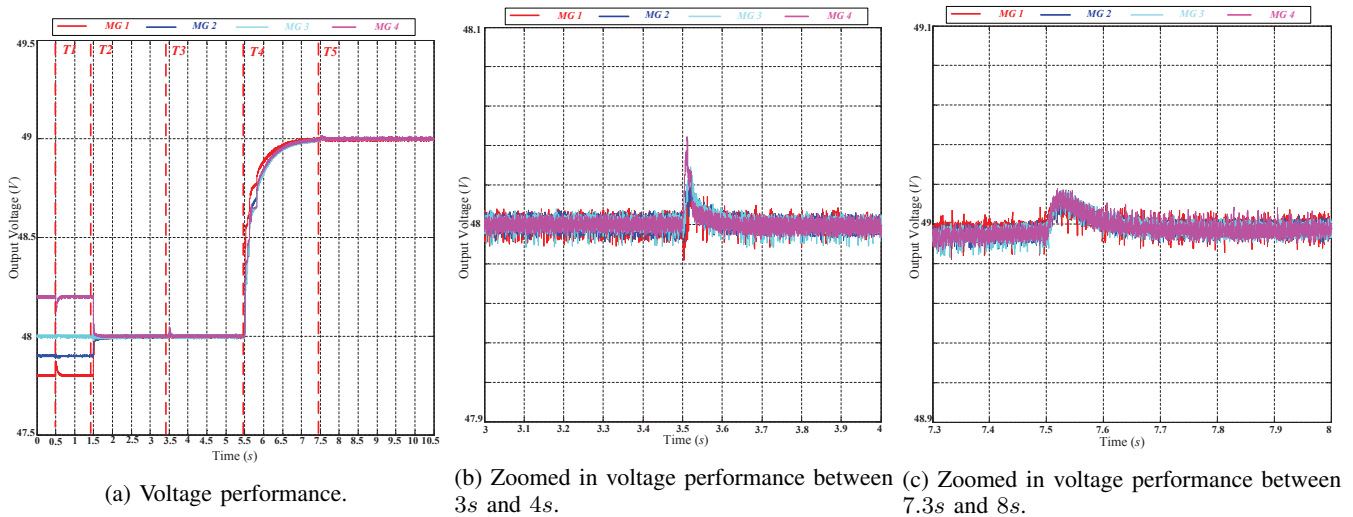 MG 1 MG 2 MG 3 MG 4
T1 T2 T3 T4 T5
49.5
49
48.5
48
47.5
Output Voltage (V)
0 0.5 1 1.5 2 2.5 3 3.5 4 4.5 5 5.5 6 6.5 7 7.5 8 8.5 9 9.5 10 10.5
Time (s)
(a) Voltage performance.
MG 1 MG 2 MG 3 MG 4
48.1
48
47.9
Output Voltage (V)
3 3.1 3.2 3.3 3.4 3.5 3.6 3.7 3.8 3.9 4
Time (s)
(b) Zoomed in voltage performance between
3s and 4s.
MG 1 MG 2 MG 3 MG 4
49.1
49
48.9
Output Voltage (V)
7.3 7.4 7.5 7.6 7.7 7.8 7.9 8
Time (s)
(c) Zoomed in voltage performance between
7.3s and 8s.